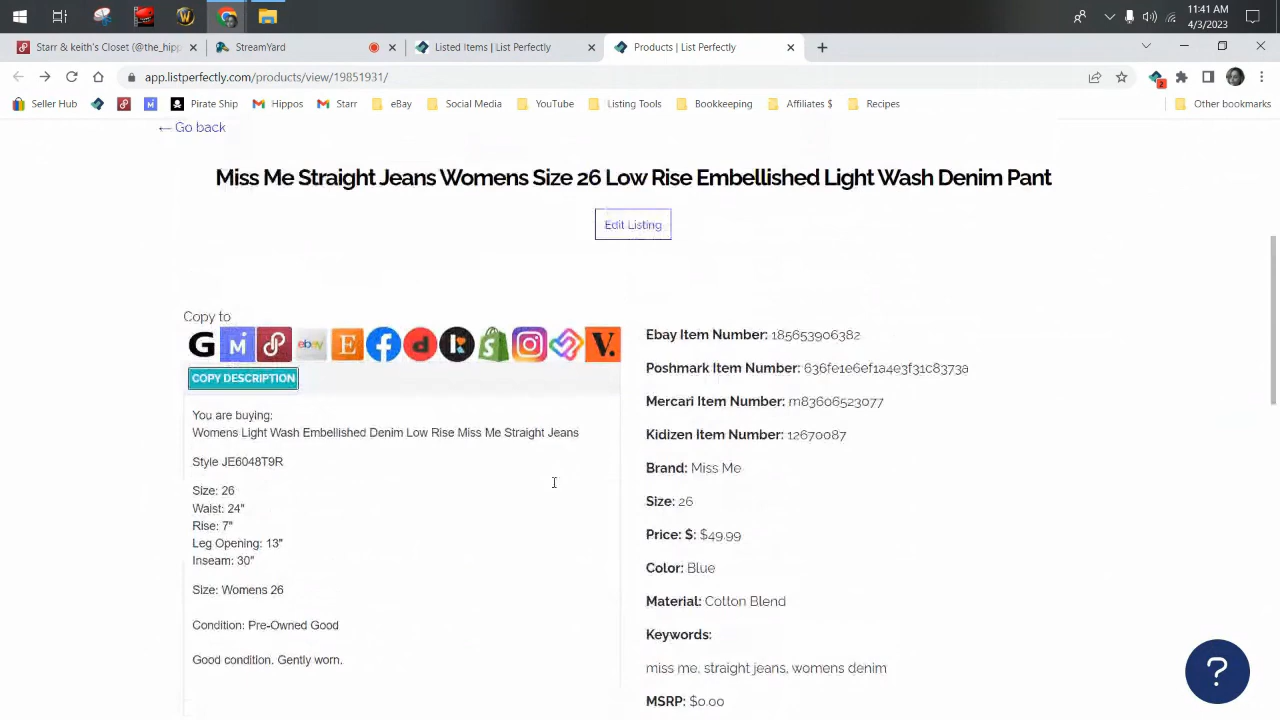 11:41 AM
4/3/2023
Starr & keith's Closet (@the_hipp
StreamYard
Listed Items | List Perfectly
Products | List Perfectly
app.listperfectly.com/products/view/19851931/
2
Seller Hub
Pirate Ship
Hippos
Starr
eBay
Social Media
YouTube
Listing Tools
Bookkeeping
Affiliates $
Recipes
Other bookmarks
← Go back
Miss Me Straight Jeans Womens Size 26 Low Rise Embellished Light Wash Denim Pant
Edit Listing
Copy to
G M P ebay E f d K S V.
COPY DESCRIPTION
You are buying:
Womens Light Wash Embellished Denim Low Rise Miss Me Straight Jeans
Style JE6048T9R
Size: 26
Waist: 24"
Rise: 7"
Leg Opening: 13"
Inseam: 30"
Size: Womens 26
Condition: Pre-Owned Good
Good condition. Gently worn.
Ebay Item Number: 185653906382
Poshmark Item Number: 636fe1e6ef1a4e3f31c8373a
Mercari Item Number: m83606523077
Kidizen Item Number: 12670087
Brand: Miss Me
Size: 26
Price: $: $49.99
Color: Blue
Material: Cotton Blend
Keywords:
miss me, straight jeans, womens denim
MSRP: $0.00
?